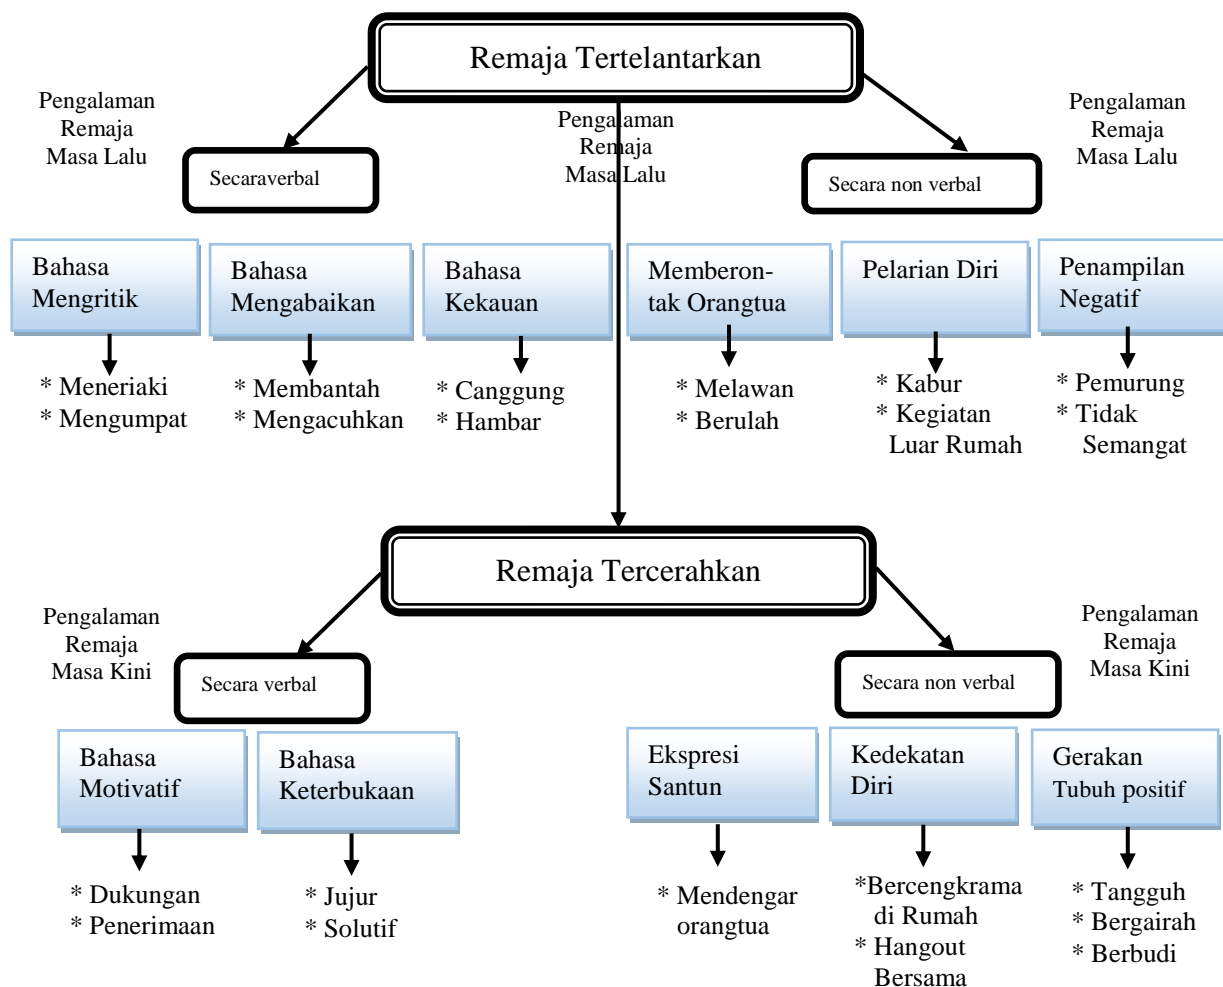 Remaja Tertelantarkan
Pengalaman
Remaja
Masa Lalu
Pengalaman
Remaja
Masa Lalu
Pengalaman
Remaja
Masa Lalu
Secaraverbal
Secara non verbal
Bahasa
Mengritik
Bahasa
Mengabaikan
Bahasa
Kekauan
Memberon-
tak Orangtua
Pelarian Diri
Penampilan
Negatif
* Meneriaki
* Mengumpat
* Membantah
* Mengacuhkan
* Canggung
* Hambar
* Melawan
* Berulah
* Kabur
* Kegiatan
Luar Rumah
* Pemurung
* Tidak
Semangat
Remaja Tercerahkan
Pengalaman
Remaja
Masa Kini
Pengalaman
Remaja
Masa Kini
Secara verbal
Secara non verbal
Bahasa
Motivatif
Bahasa
Keterbukaan
Ekspresi
Santun
Kedekatan
Diri
Gerakan
Tubuh positif
* Dukungan
* Penerimaan
* Jujur
* Solutif
* Mendengar
orangtua
*Bercengkrama
di Rumah
* Hangout
Bersama
* Tangguh
* Bergairah
* Berbudi